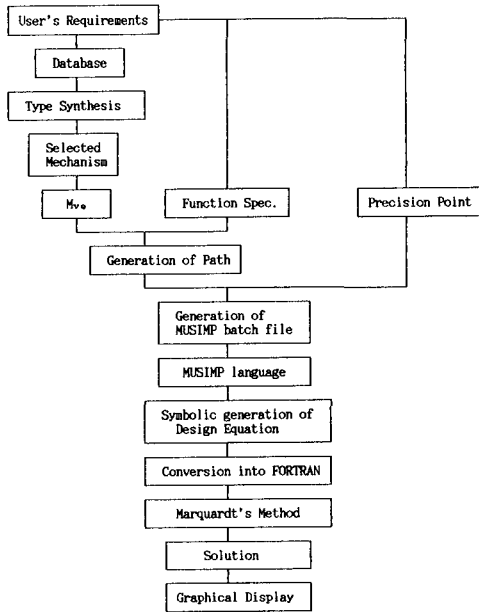 User's Requirements
Database
Type Synthesis
Selected
Mechanism
Mve
Function Spec.
Precision Point
Generation of Path
Generation of
MUSIMP batch file
MUSIMP language
Symbolic generation of
Design Equation
Conversion into FORTRAN
Marquardt's Method
Solution
Graphical Display